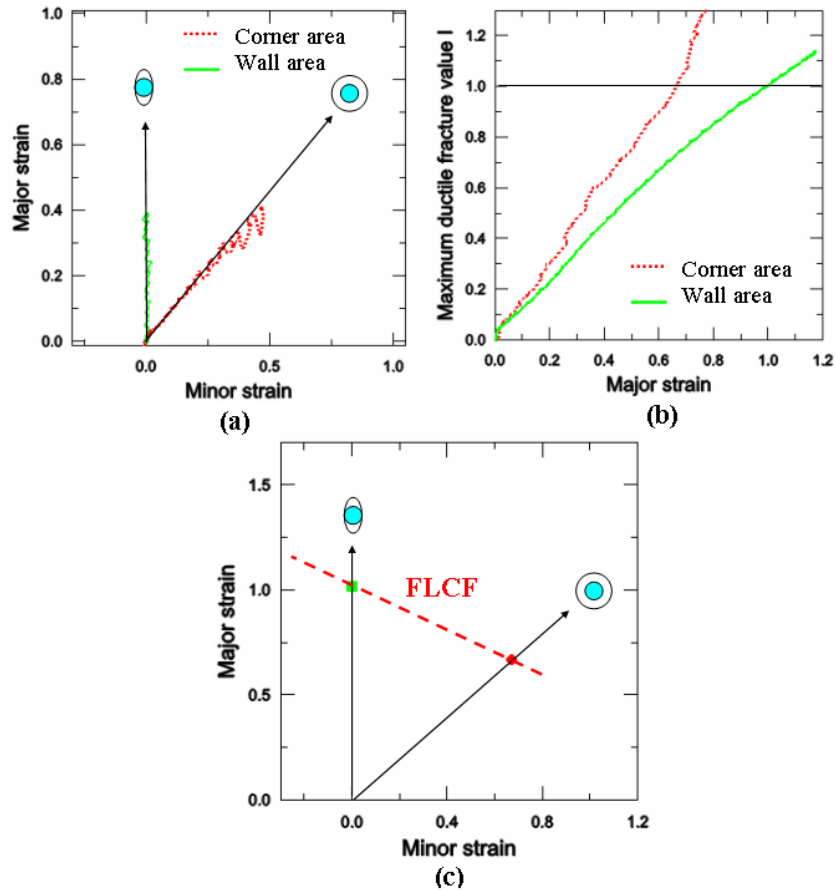 Corner area
Wall area
Major strain
1.0
0.8
0.6
0.4
0.2
0.0
0.0
0.5
1.0
Minor strain
(a)
Maximum ductile fracture value I
1.2
1.0
0.8
0.6
0.4
0.2
0.0
Corner area
Wall area
0.0
0.2
0.4
0.6
0.8
1.0
1.2
Major strain
(b)
Major strain
1.5
1.0
0.5
0.0
FLCF
0.0
0.4
0.8
1.2
Minor strain
(c)